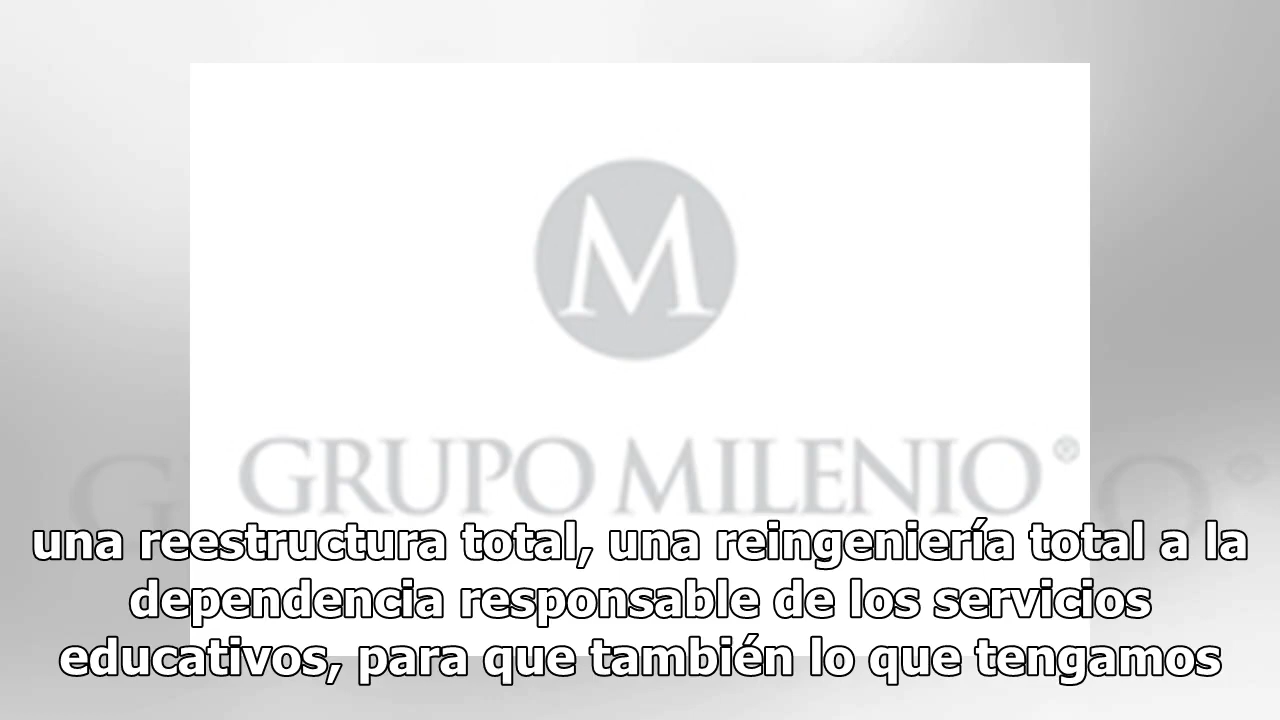 M
GRUPO MILENIO®
una reestructura total, una reingeniería total a la
dependencia responsable de los servicios
educativos, para que también lo que tengamos